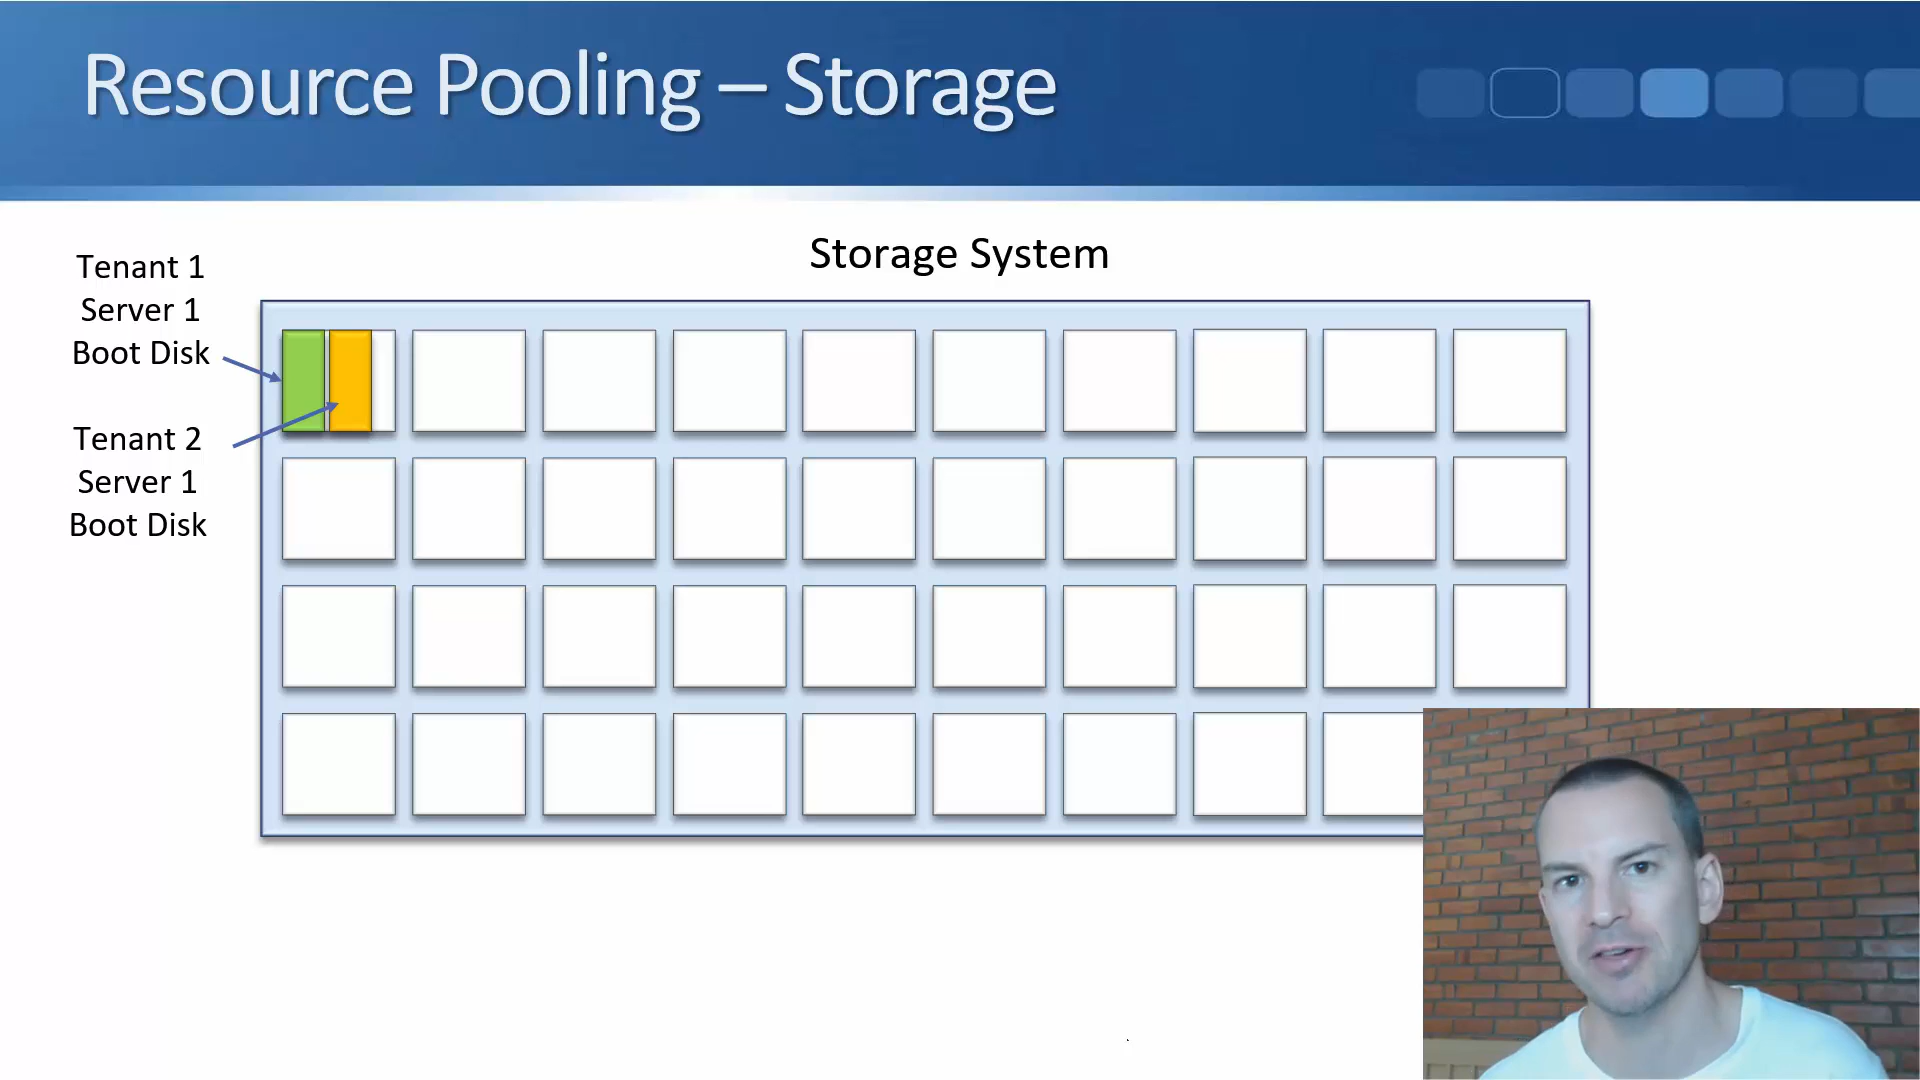 Resource Pooling – Storage
Storage System
Tenant 1
Server 1
Boot Disk
Tenant 2
Server 1
Boot Disk